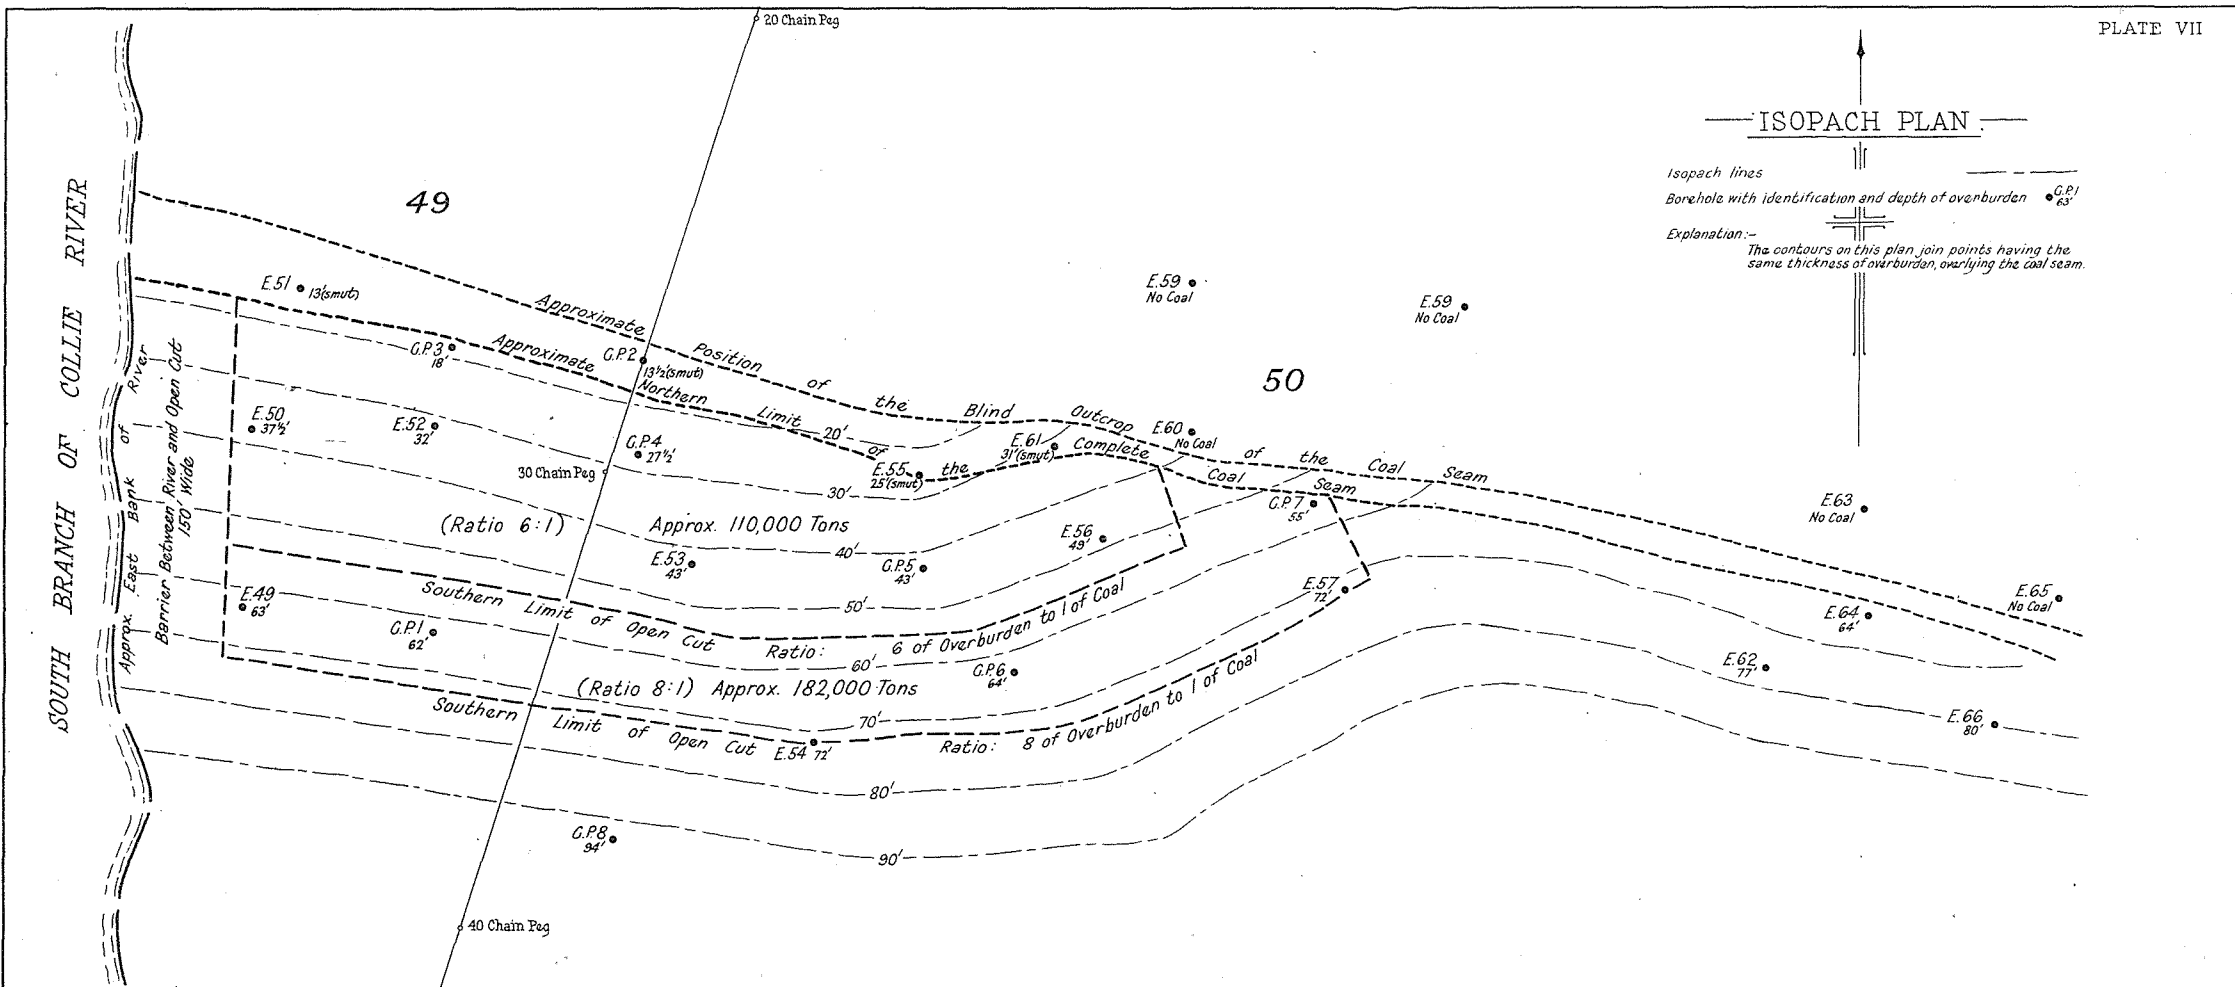 PLATE VII
20 Chain Peg
ISOPACH PLAN
Isopach lines
Borehole with identification and depth of overburden
G.P.1
63'
Explanation:-
The contours on this plan join points having the
same thickness of overburden, overlying the coal seam.
49
50
SOUTH BRANCH OF COLLIE RIVER
Approx. East Bank of River
Barrier Between River and Open Cut
150' Wide
Approximate Position of the Blind Outcrop of the Coal Seam
Approximate Northern Limit of the Complete Coal Seam
E.51
13'(smut)
G.P.3
18'
G.P.2
13½'(smut)
E.59
No Coal
E.59
No Coal
E.50
37½'
E.52
32'
G.P.4
27½'
20'
E.61
31'(smut)
E.60
No Coal
30 Chain Peg
E.55
25'(smut)
30'
G.P.7
55'
E.63
No Coal
(Ratio 6:1) Approx. 110,000 Tons
40'
E.56
49'
E.53
43'
G.P.5
43'
E.57
72'
E.65
No Coal
E.49
63'
50'
E.64
64'
Southern Limit of Open Cut Ratio: 6 of Overburden to 1 of Coal
G.P.1
62'
60'
G.P.6
64'
E.62
77'
(Ratio 8:1) Approx. 182,000 Tons
70'
E.66
80'
Southern Limit of Open Cut Ratio: 8 of Overburden to 1 of Coal
E.54 72'
80'
G.P.8
94'
90'
40 Chain Peg